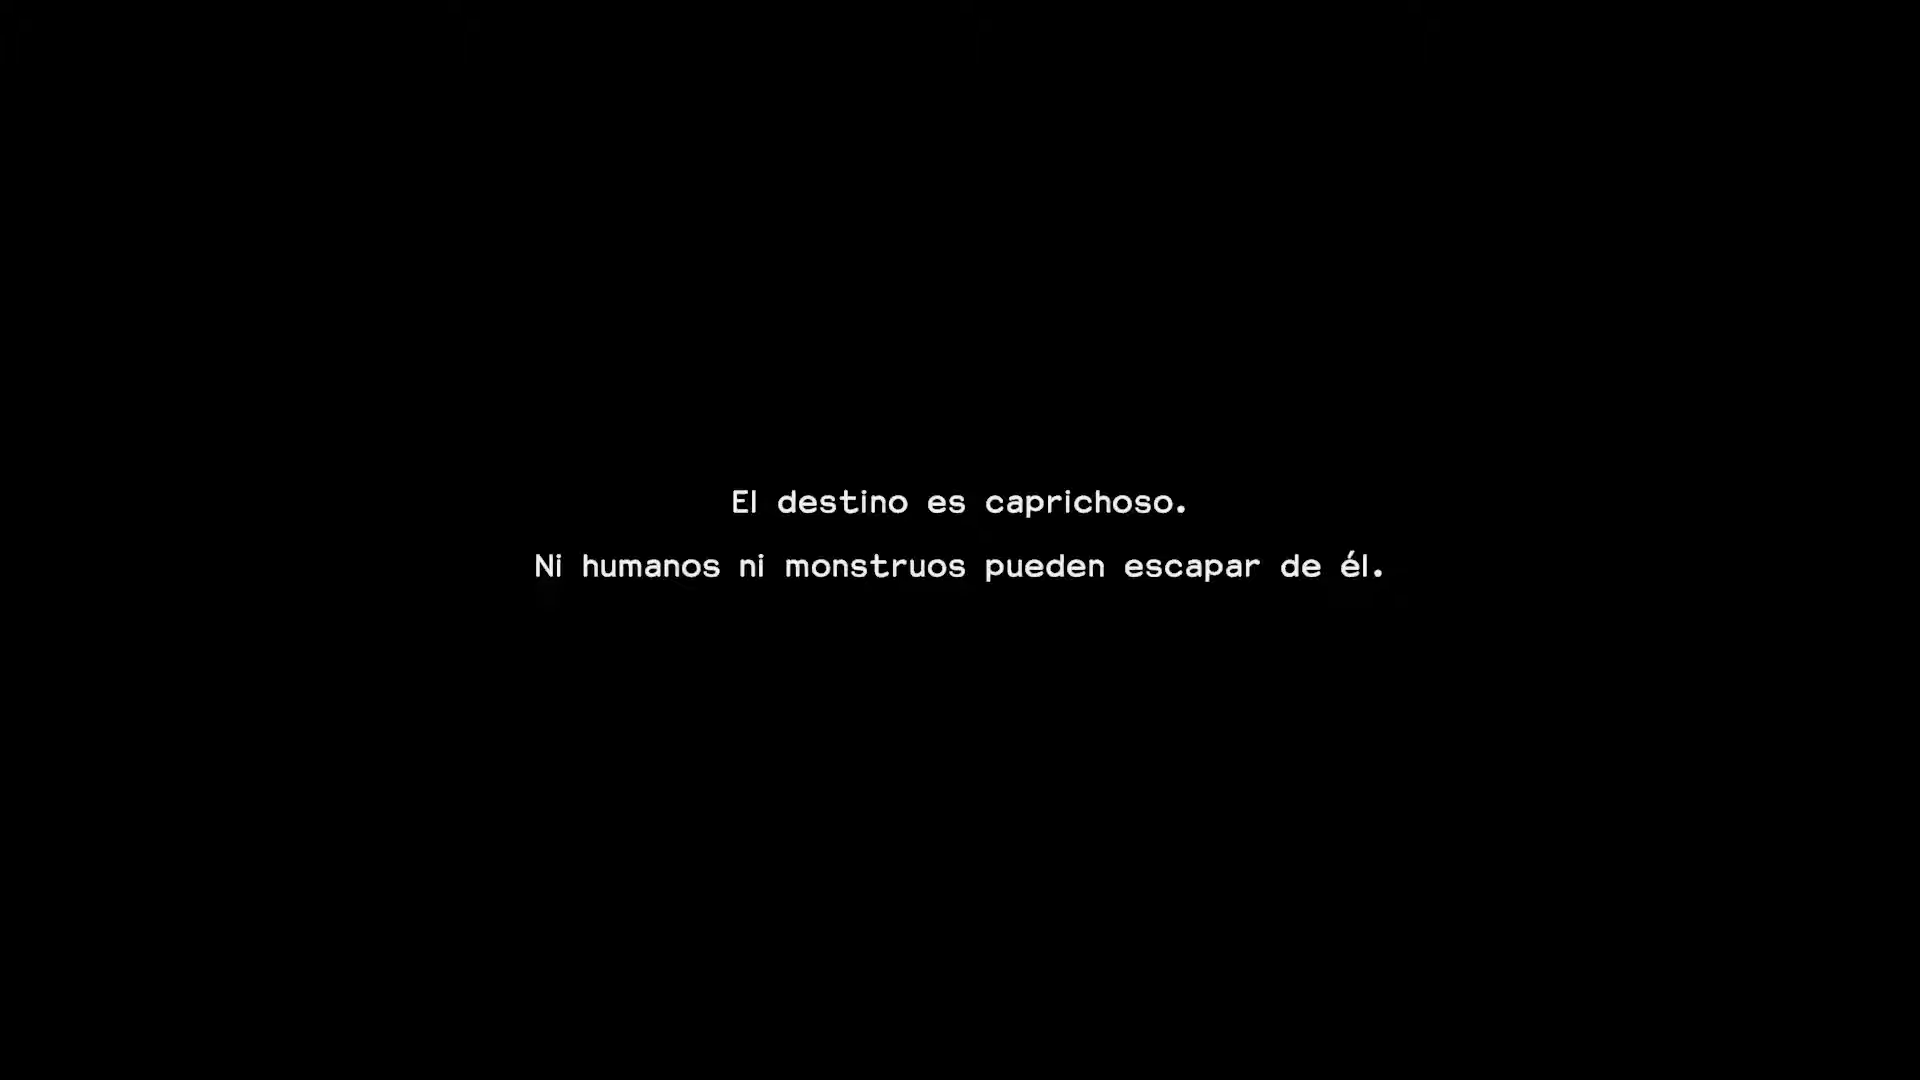 El destino es caprichoso.
Ni humanos ni monstruos pueden escapar de él.